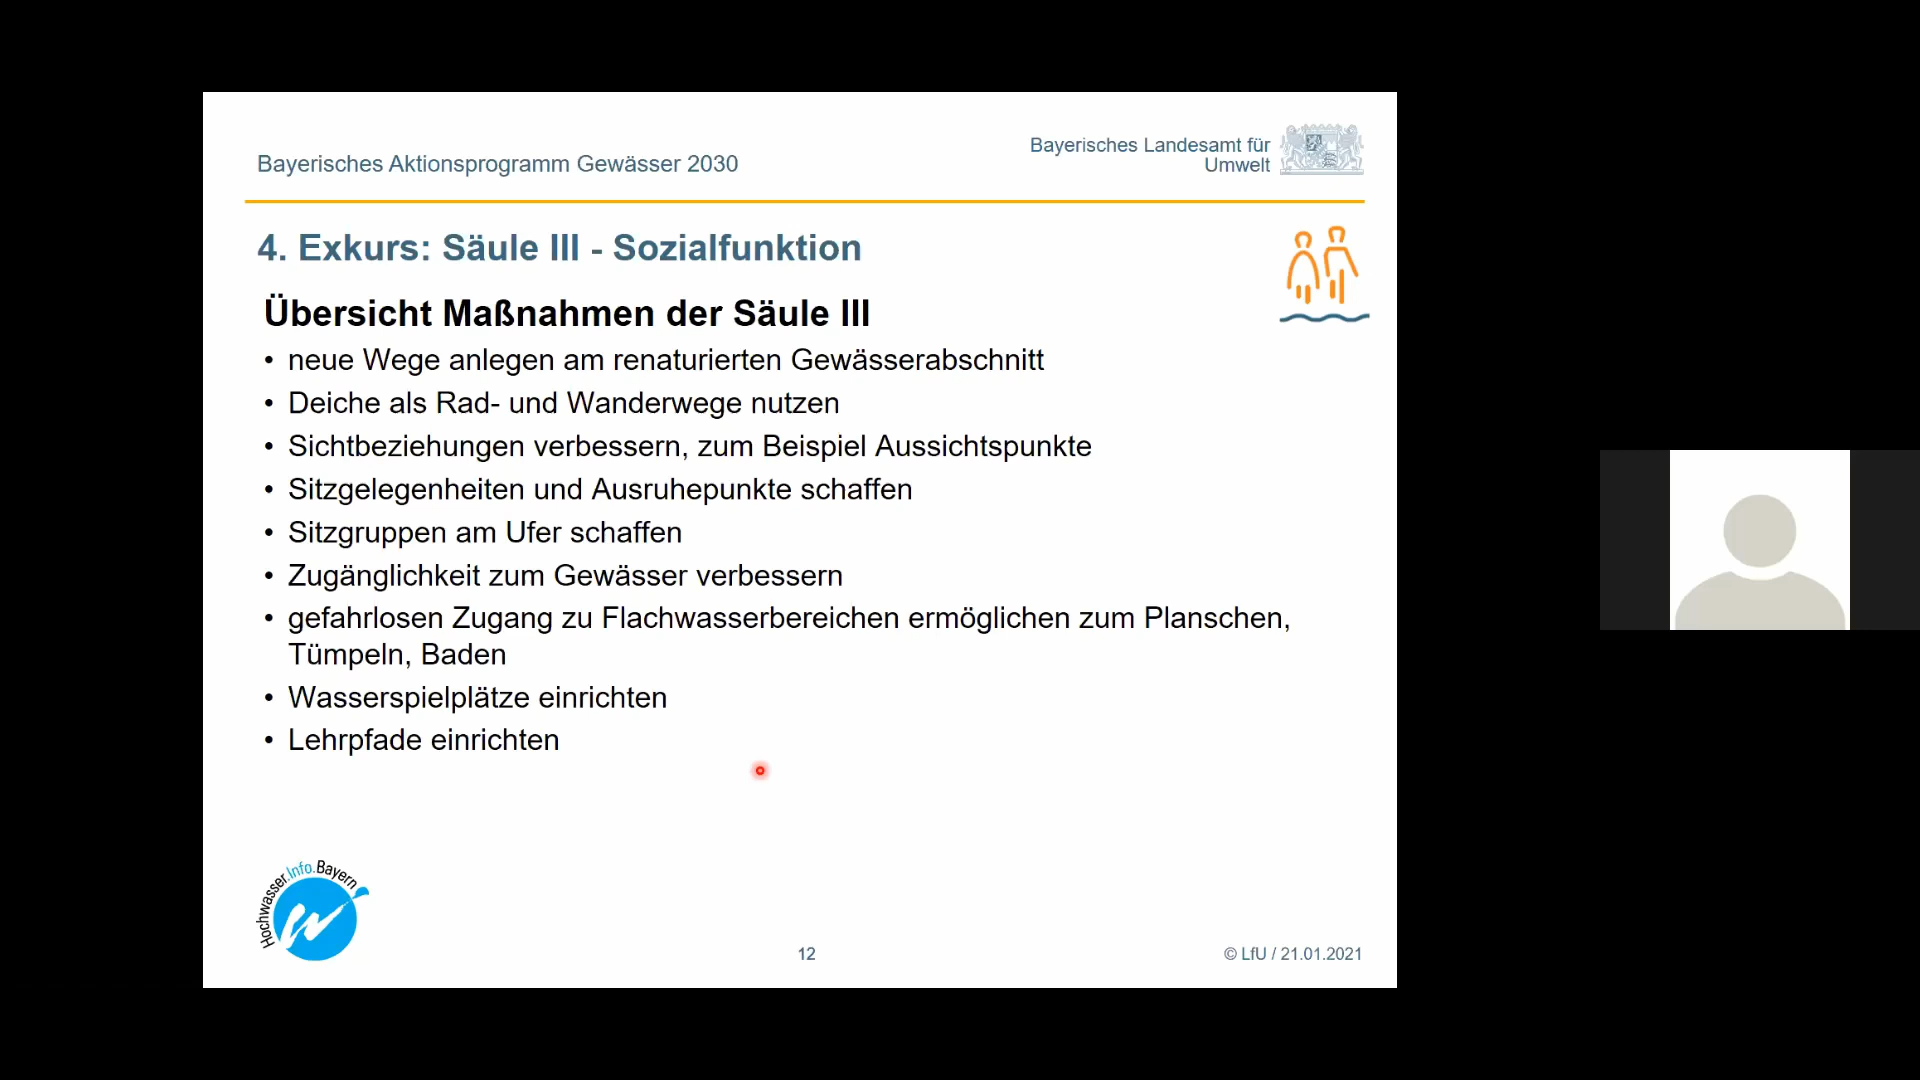 Bayerisches Aktionsprogramm Gewässer 2030
Bayerisches Landesamt für
Umwelt
4. Exkurs: Säule III - Sozialfunktion
Übersicht Maßnahmen der Säule III
• neue Wege anlegen am renaturierten Gewässerabschnitt
• Deiche als Rad- und Wanderwege nutzen
• Sichtbeziehungen verbessern, zum Beispiel Aussichtspunkte
• Sitzgelegenheiten und Ausruhepunkte schaffen
• Sitzgruppen am Ufer schaffen
• Zugänglichkeit zum Gewässer verbessern
• gefahrlosen Zugang zu Flachwasserbereichen ermöglichen zum Planschen,
Tümpeln, Baden
• Wasserspielplätze einrichten
• Lehrpfade einrichten
Hochwasser.Info.Bayern
12
© LfU / 21.01.2021